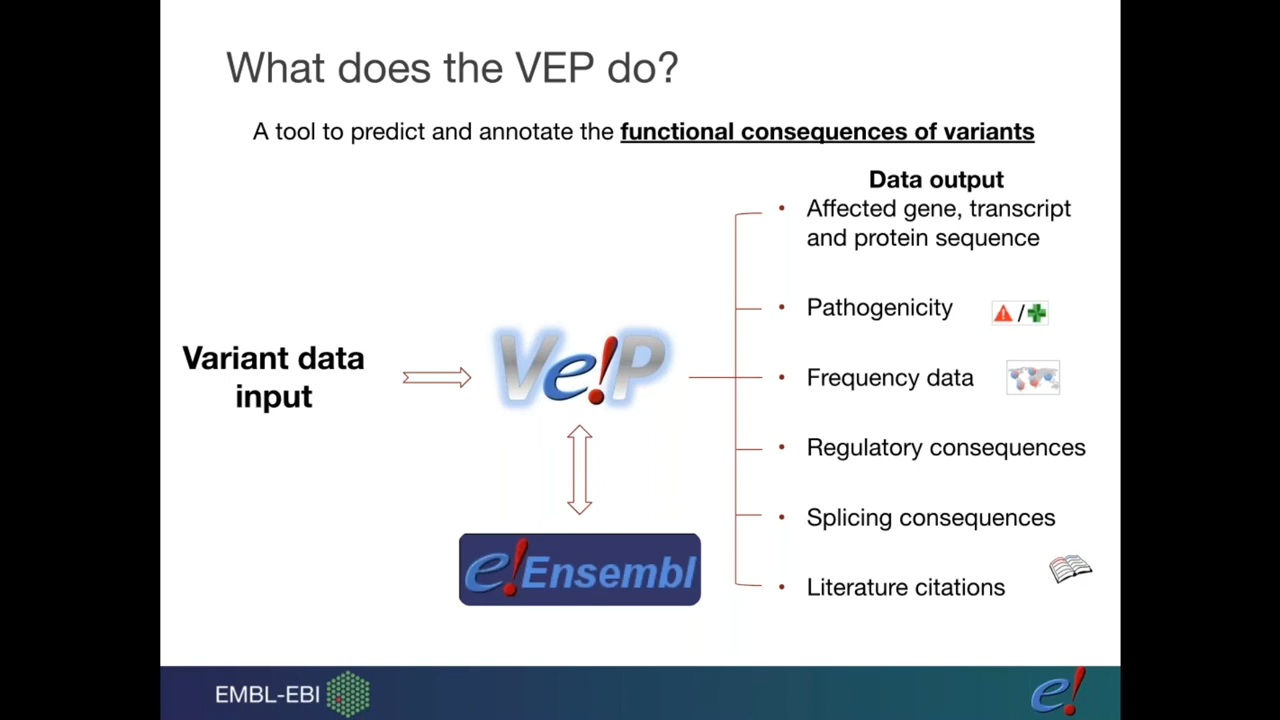 What does the VEP do?
A tool to predict and annotate the functional consequences of variants
Data output
• Affected gene, transcript
and protein sequence
• Pathogenicity
/
• Frequency data
Variant data
input
Ve!P
• Regulatory consequences
• Splicing consequences
e!Ensembl
• Literature citations
EMBL-EBI
e!